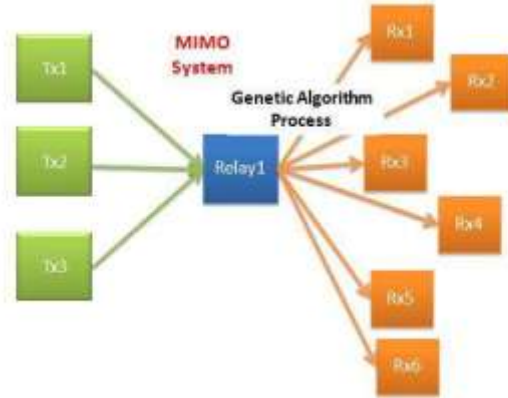 MIMO
System
Tx1
Tx2
Tx3
Genetic Algorithm
Process
Relay1
Rx1
Rx2
Rx3
Rx4
Rx5
Rx6